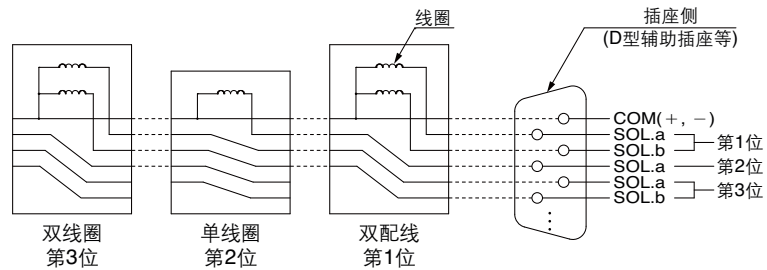 线圈
插座侧
(D型辅助插座等)
COM(+, −)
SOL.a
SOL.b
第1位
SOL.a
第2位
SOL.a
SOL.b
第3位
双线圈
第3位
单线圈
第2位
双配线
第1位